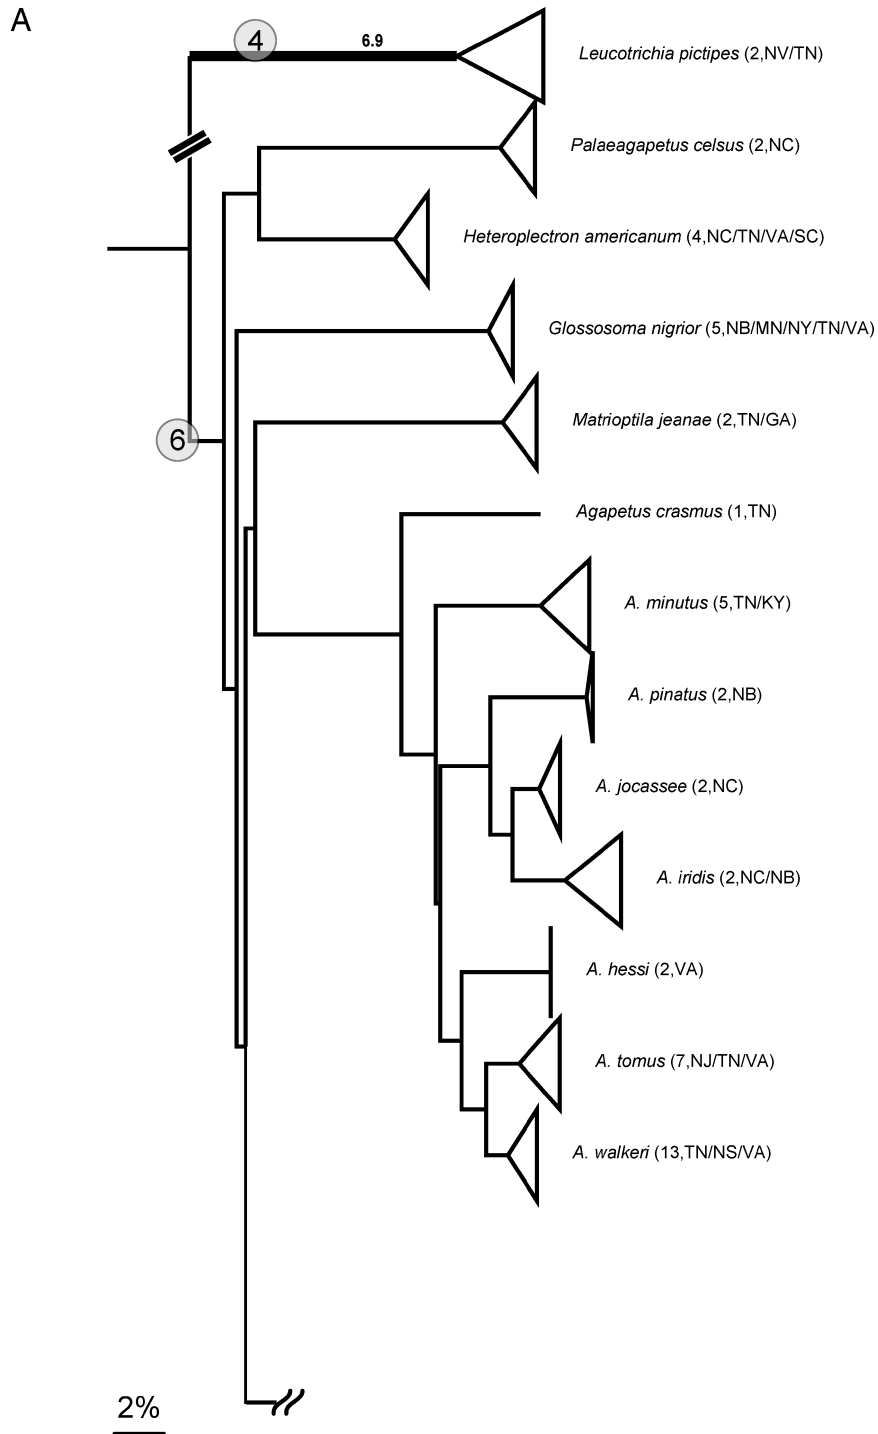 A
4
6.9
Leucotrichia pictipes (2,NV/TN)
Palaeagapetus celsus (2,NC)
Heteroplectron americanum (4,NC/TN/VA/SC)
Glossosoma nigrior (5,NB/MN/NY/TN/VA)
Matrioptila jeanae (2,TN/GA)
6
Agapetus crasmus (1,TN)
A. minutus (5,TN/KY)
A. pinatus (2,NB)
A. jocassee (2,NC)
A. iridis (2,NC/NB)
A. hessi (2,VA)
A. tomus (7,NJ/TN/VA)
A. walkeri (13,TN/NS/VA)
2%